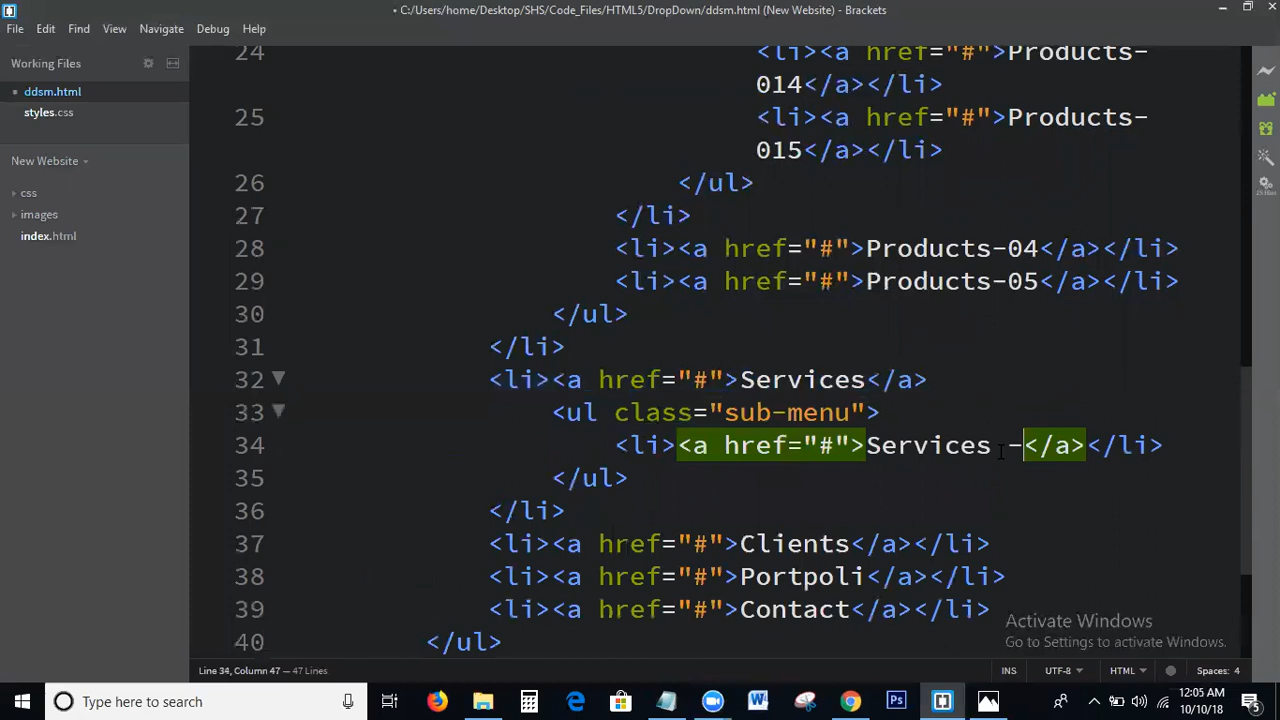 • C:/Users/home/Desktop/SHS/Code_Files/HTML5/DropDown/ddsm.html (New Website) - Brackets
File Edit Find View Navigate Debug Help
Working Files
ddsm.html
styles.css
New Website
css
images
index.html
24 <li><a href="#">Products-
014</a></li>
25 <li><a href="#">Products-
015</a></li>
26 </ul>
27 </li>
28 <li><a href="#">Products-04</a></li>
29 <li><a href="#">Products-05</a></li>
30 </ul>
31 </li>
32 <li><a href="#">Services</a>
33 <ul class="sub-menu">
34 <li><a href="#">Services -</a></li>
35 </ul>
36 </li>
37 <li><a href="#">Clients</a></li>
38 <li><a href="#">Portpoli</a></li>
39 <li><a href="#">Contact</a></li>
40 </ul>
Activate Windows
Go to Settings to activate Windows.
Line 34, Column 47 — 47 Lines
INS UTF-8 HTML Spaces: 4
Type here to search
12:05 AM
10/10/18
5